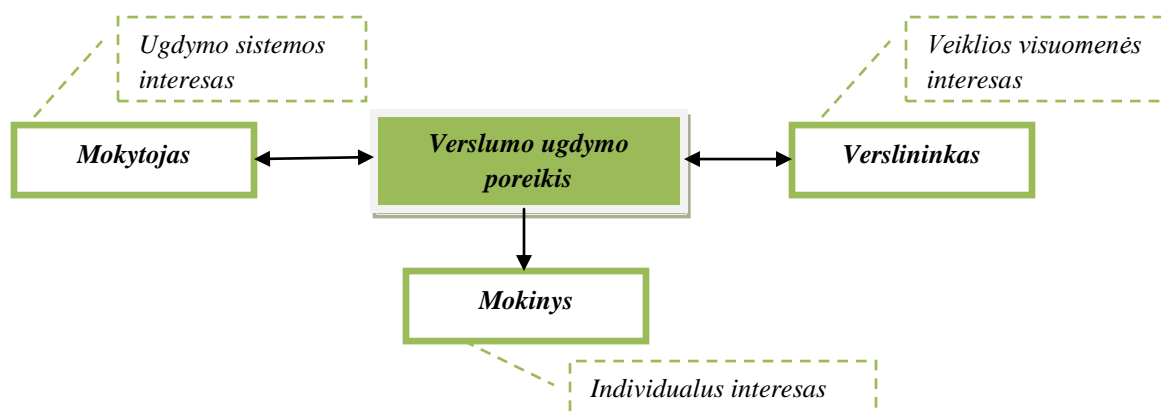 Ugdymo sistemos
interesas
Veiklios visuomenės
interesas
Mokytojas
Verslumo ugdymo
poreikis
Verslininkas
Mokinys
Individualus interesas